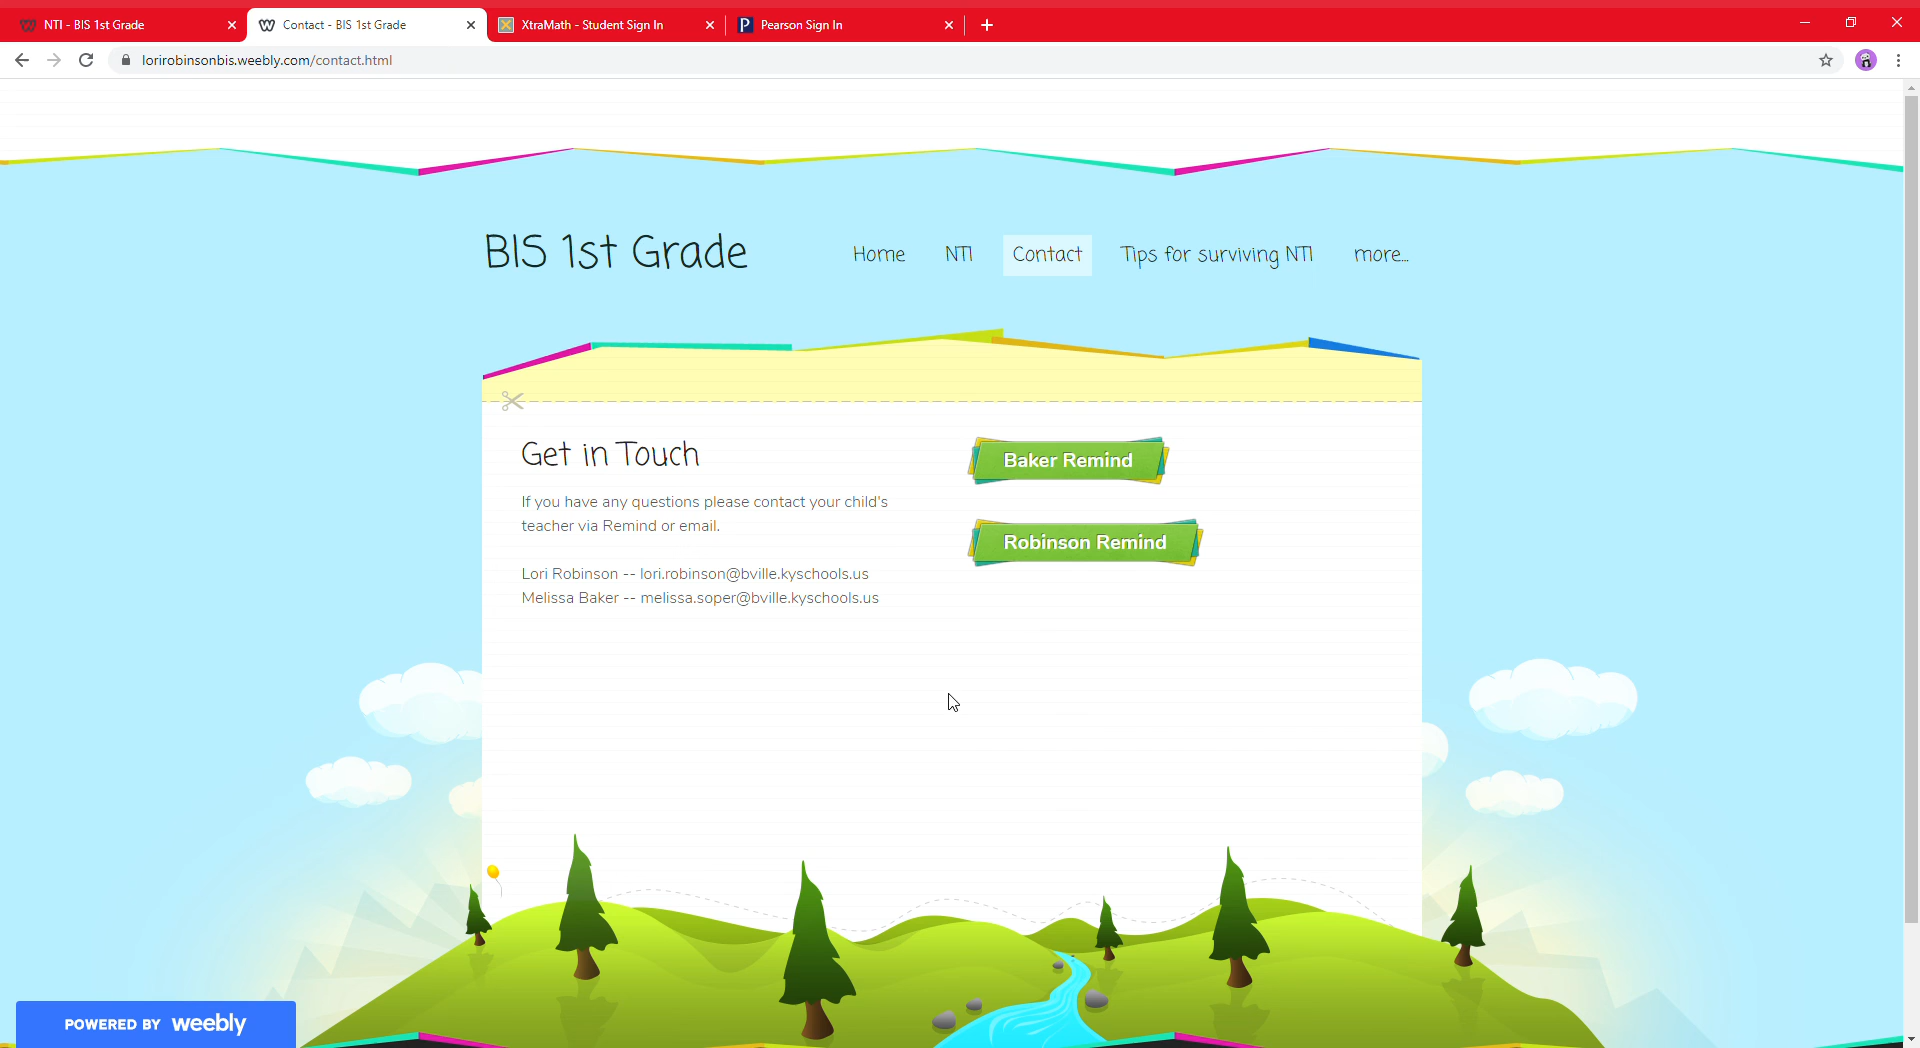 NTI - BIS 1st Grade
Contact - BIS 1st Grade
XtraMath - Student Sign In
Pearson Sign In
lorirobinsonbis.weebly.com/contact.html
BIS 1st Grade
Home
NTI
Contact
Tips for surviving NTI
more...
Get in Touch
If you have any questions please contact your child's
teacher via Remind or email.
Lori Robinson -- lori.robinson@bville.kyschools.us
Melissa Baker -- melissa.soper@bville.kyschools.us
Baker Remind
Robinson Remind
POWERED BY weebly